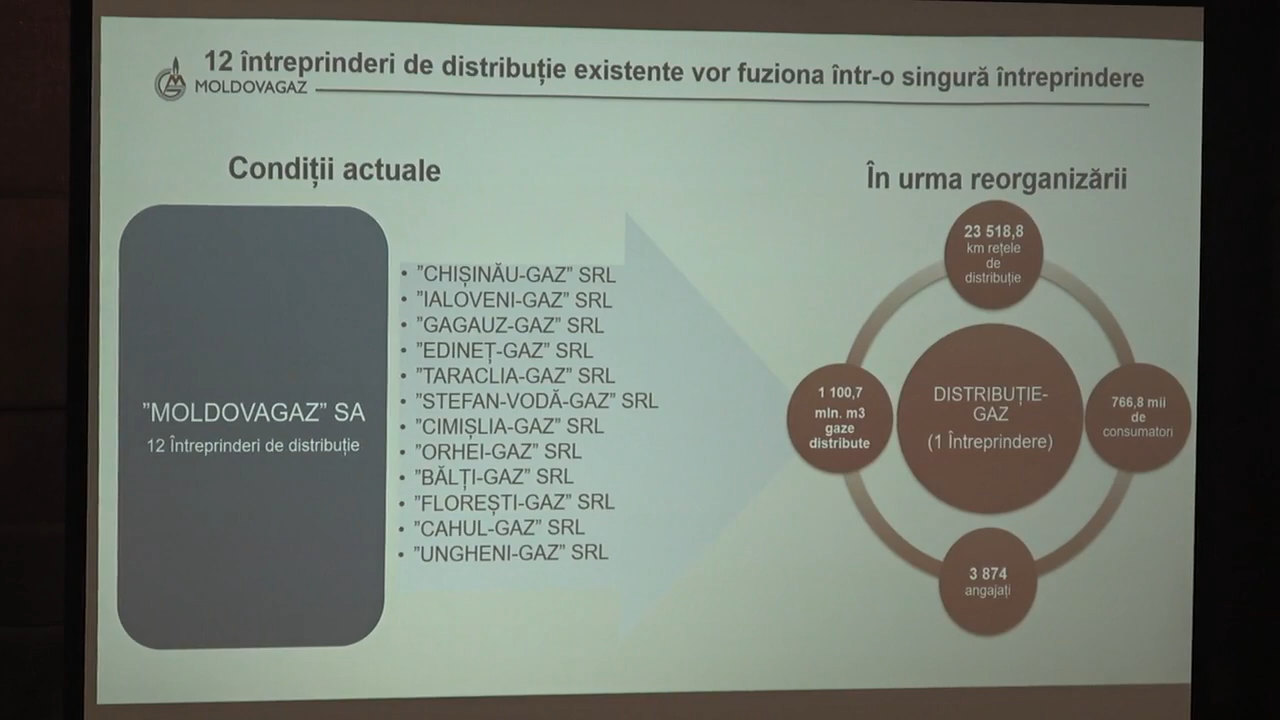 12 întreprinderi de distribuție existente vor fuziona într-o singură întreprindere
MOLDOVAGAZ
Condiții actuale
În urma reorganizării
"MOLDOVAGAZ" SA
12 Întreprinderi de distribuție
• "CHIȘINĂU-GAZ" SRL
• "IALOVENI-GAZ" SRL
• "GAGAUZ-GAZ" SRL
• "EDINEȚ-GAZ" SRL
• "TARACLIA-GAZ" SRL
• "STEFAN-VODĂ-GAZ" SRL
• "CIMIȘLIA-GAZ" SRL
• "ORHEI-GAZ" SRL
• "BĂLȚI-GAZ" SRL
• "FLOREȘTI-GAZ" SRL
• "CAHUL-GAZ" SRL
• "UNGHENI-GAZ" SRL
23 518,8
km rețele
de
distribuție
1 100,7
mln. m3
gaze
distribute
DISTRIBUȚIE-
GAZ
(1 Întreprindere)
766,8 mii
de
consumatori
3 874
angajați